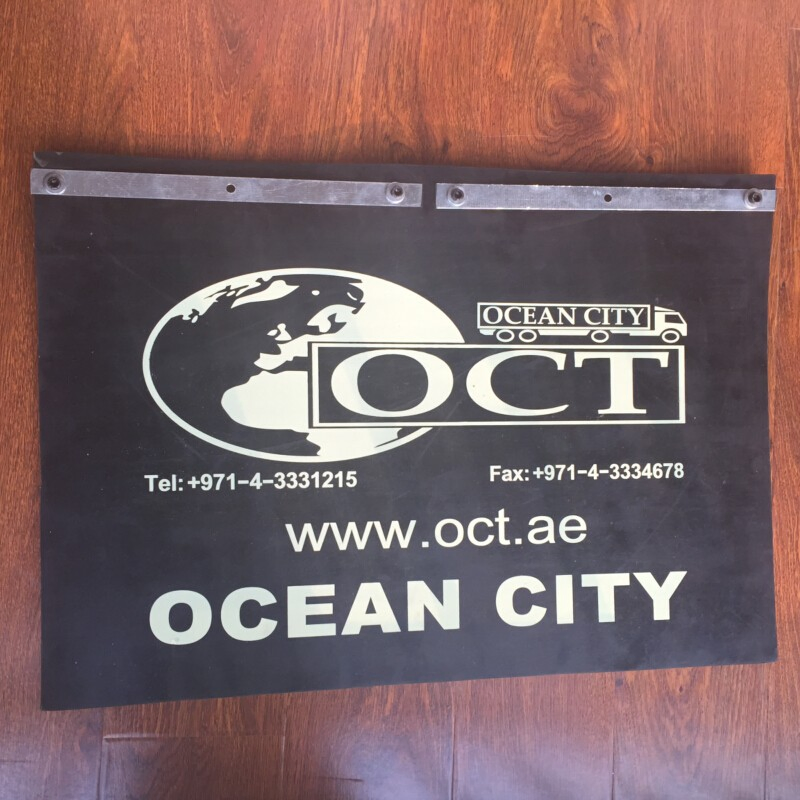 OCEAN CITY
OCT
Tel: +971-4-3331215
Fax: +971-4-3334678
www.oct.ae
OCEAN CITY